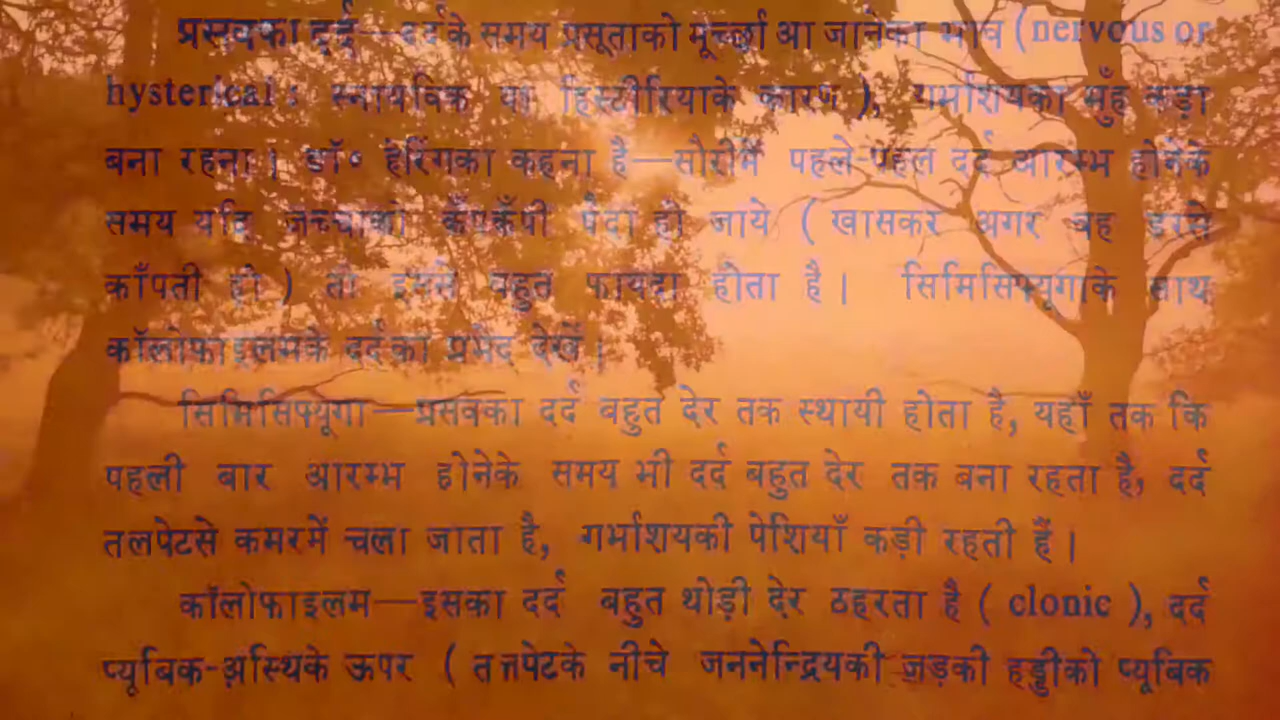 प्रसवका दर्द—दर्दके समय प्रसूताको मूर्च्छा आ जानेका भाव (nervous or
hysterical : स्नायविक या हिस्टीरियाके कारण ), गर्भाशयका मुँह कड़ा
बना रहना। डॉ॰ हेरिंगका कहना है—सौरीमें पहले-पहल दर्द आरम्भ होनेके
समय यदि जच्चाको कँपकँपी पैदा हो जाये ( खासकर अगर वह डरसे
काँपती हो ) तो इससे बहुत फायदा होता है। सिमिसिफ्यूगाके साथ
कॉलोफाइलमके दर्दका प्रभेद देखें।
सिमिसिफ्यूगा—प्रसवका दर्द बहुत देर तक स्थायी होता है, यहाँ तक कि
पहली बार आरम्भ होनेके समय भी दर्द बहुत देर तक बना रहता है, दर्द
तलपेटसे कमरमें चला जाता है, गर्भाशयकी पेशियाँ कड़ी रहती हैं।
कॉलोफाइलम—इसका दर्द बहुत थोड़ी देर ठहरता है ( clonic ), दर्द
प्यूबिक-अस्थिके ऊपर ( तलपेटके नीचे जननेन्द्रियकी जड़की हड्डीको प्यूबिक